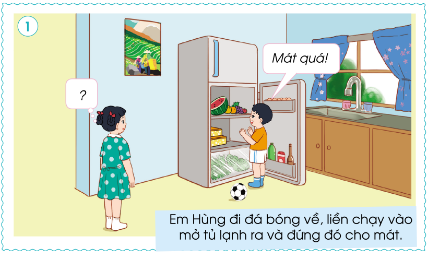 1
?
Mát quá!
Em Hùng đi đá bóng về, liền chạy vào
mở tủ lạnh ra và đứng đó cho mát.